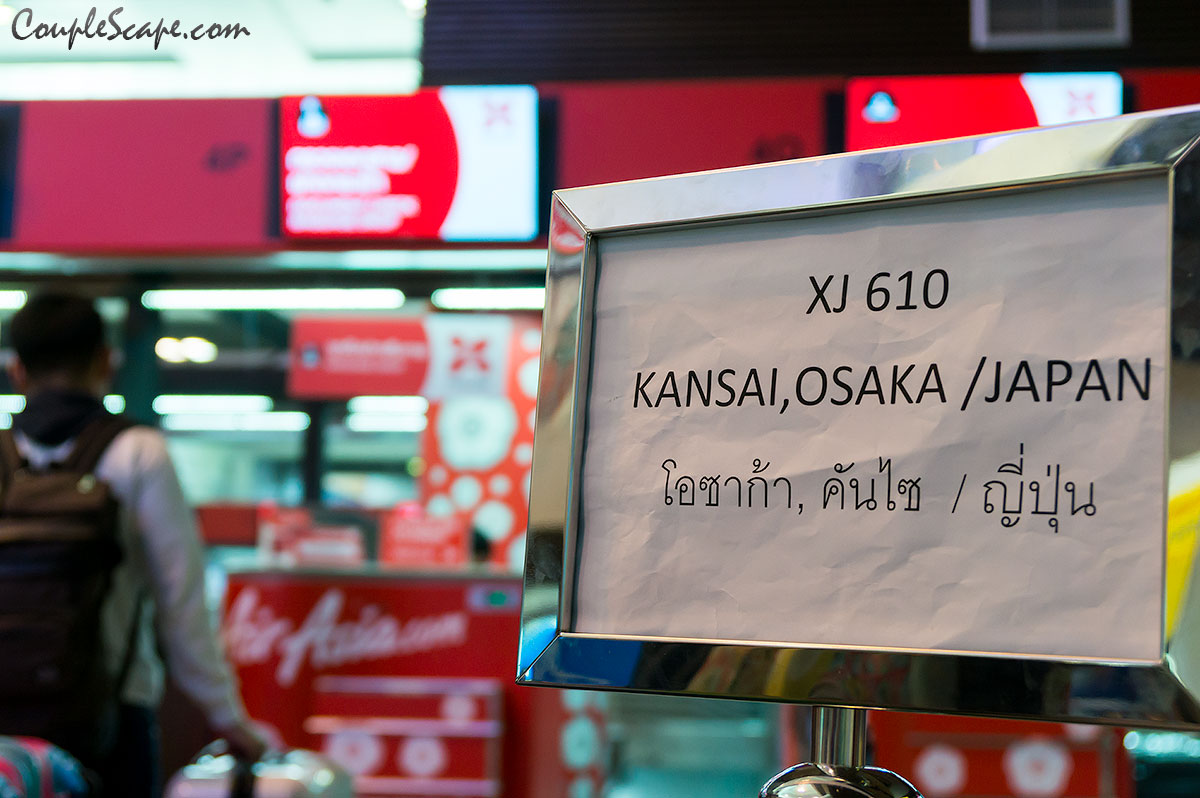 CoupleScape.com
XJ 610
KANSAI,OSAKA /JAPAN
โอซาก้า, คันไซ / ญี่ปุ่น
AirAsia.com